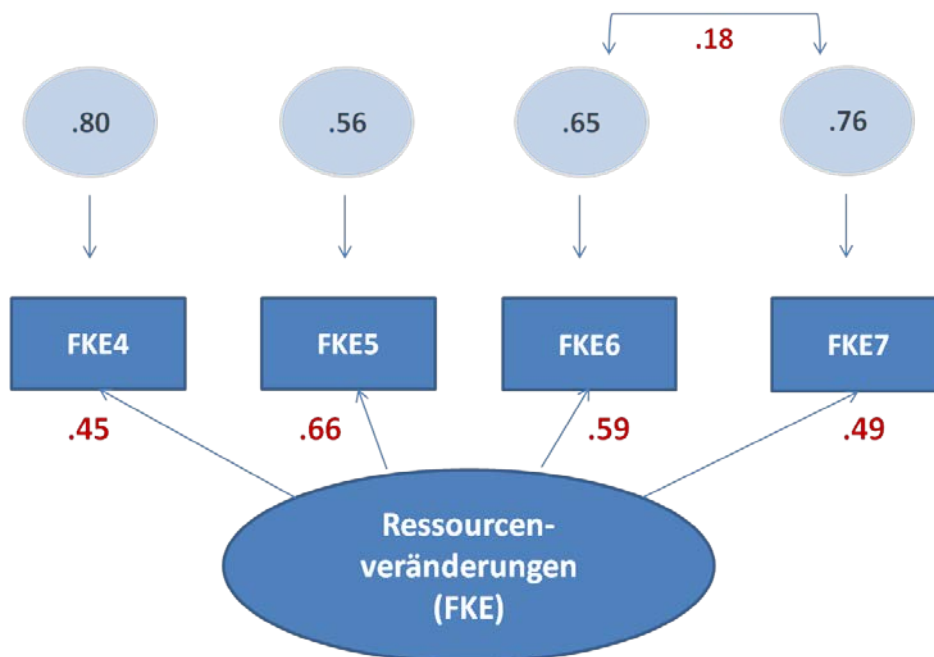 .18
.80
.56
.65
.76
FKE4
FKE5
FKE6
FKE7
.45
.66
.59
.49
Ressourcen-
veränderungen
(FKE)